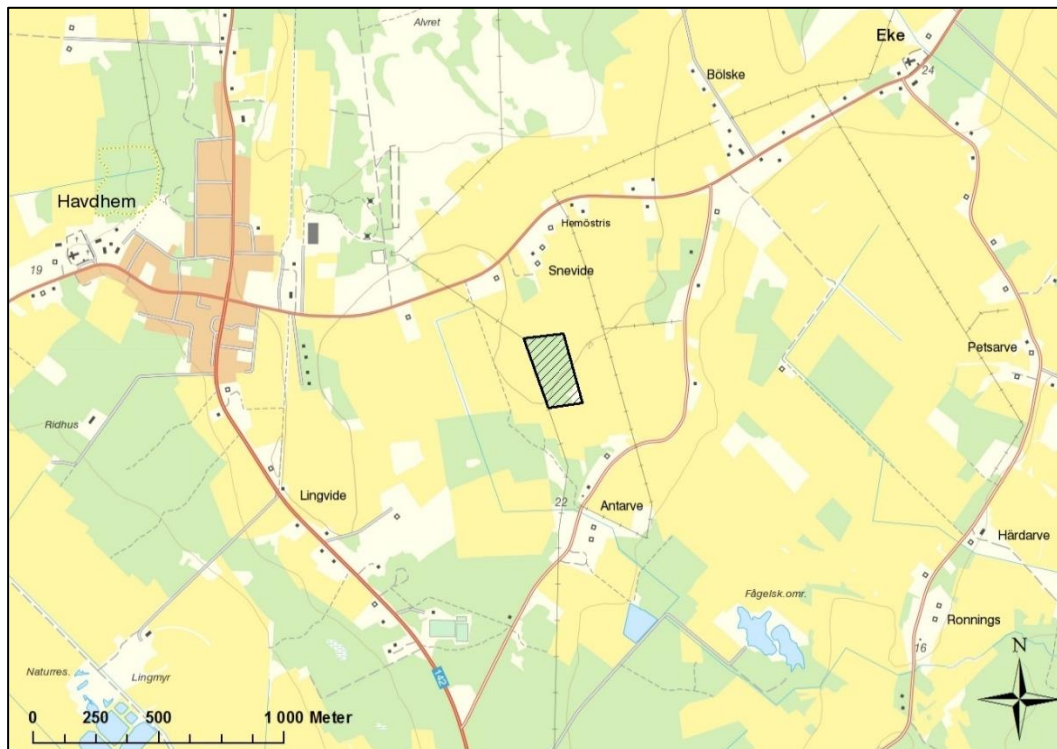 Alvret
Eke
24
Bölske
Havdhem
Hemöstris
19
Snevide
Petsarve
Ridhus
Lingvide
22
Antarve
Härdarve
Fågelsk.omr.
Ronnings
16
N
Naturres.
Lingmyr
142
0 250 500 1 000 Meter